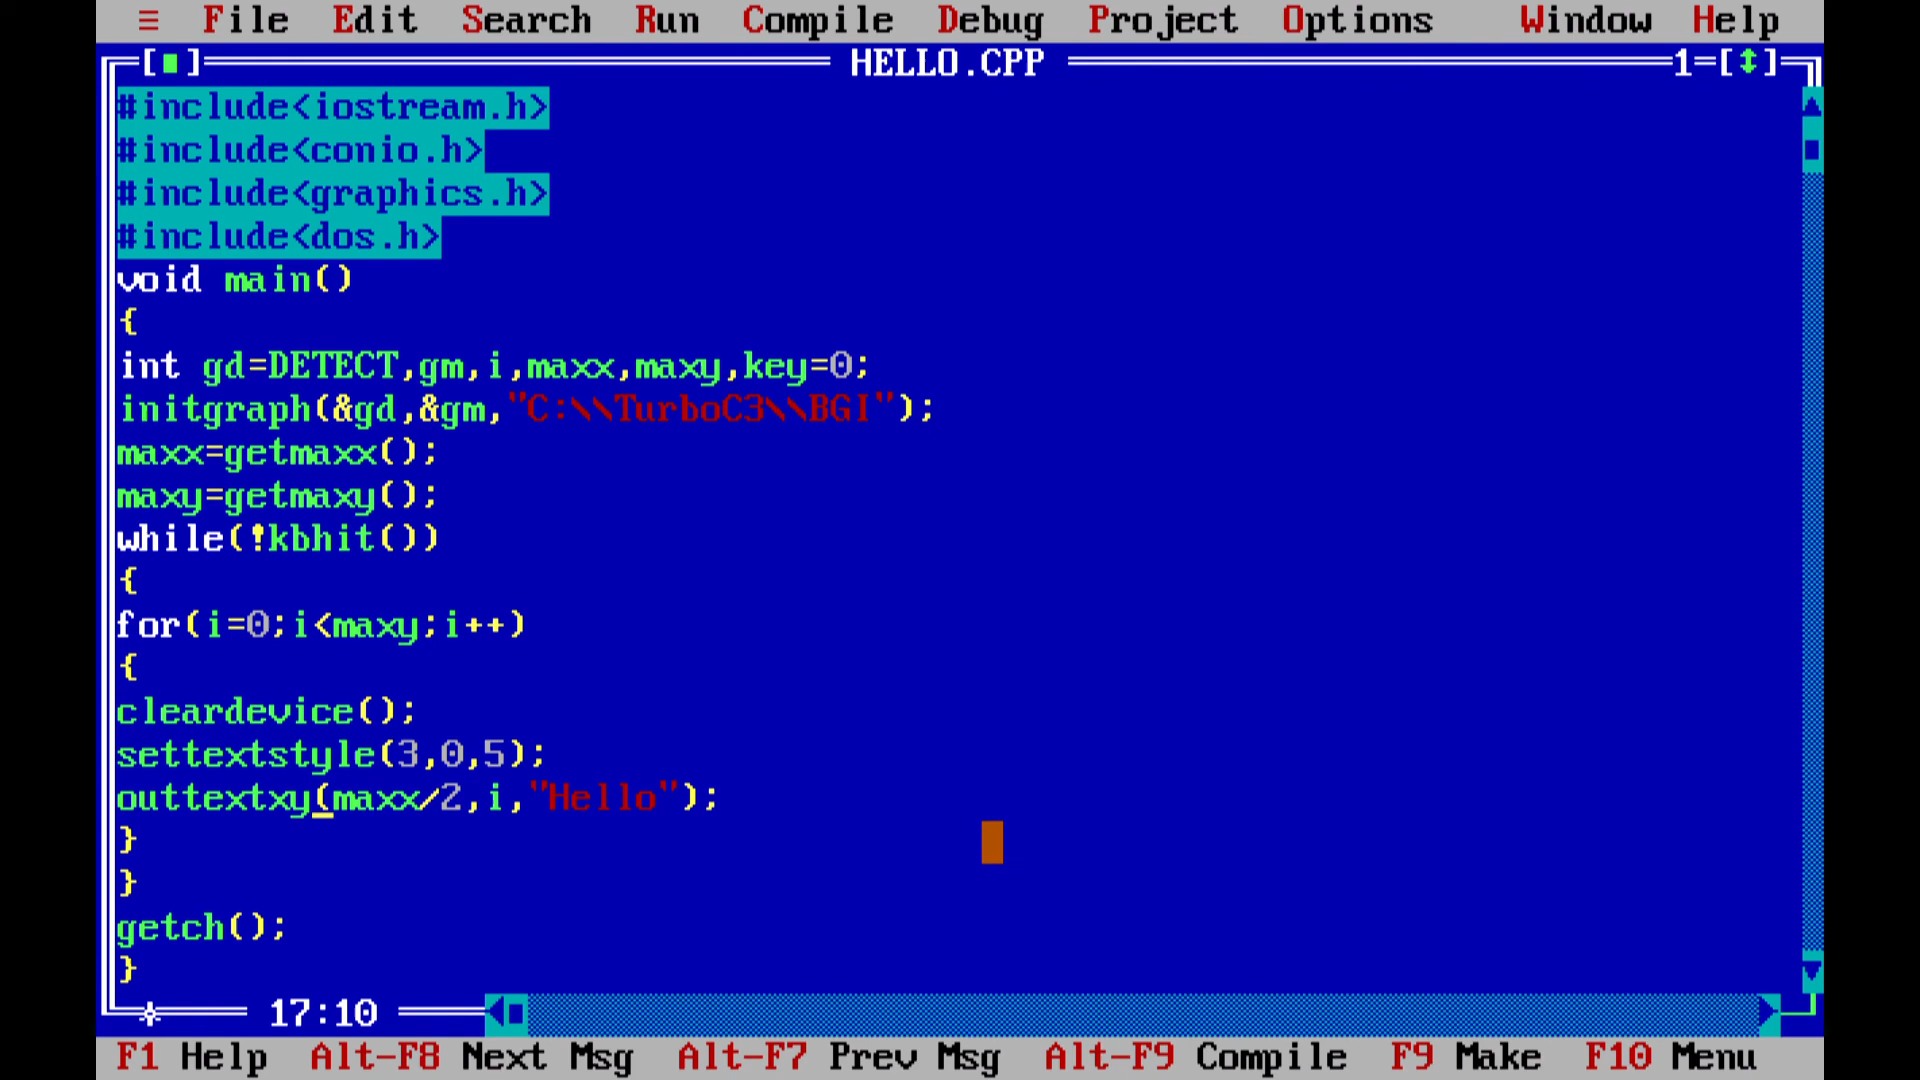 ≡ File Edit Search Run Compile Debug Project Options Window Help
[■] HELLO.CPP 1=[↕]
#include<iostream.h>
#include<conio.h>
#include<graphics.h>
#include<dos.h>
void main()
{
int gd=DETECT,gm,i,maxx,maxy,key=0;
initgraph(&gd,&gm,"C:\\TurboC3\\BGI");
maxx=getmaxx();
maxy=getmaxy();
while(!kbhit())
{
for(i=0;i<maxy;i++)
{
cleardevice();
settextstyle(3,0,5);
outtextxy(maxx/2,i,"Hello");
}
}
getch();
}
17:10
F1 Help Alt-F8 Next Msg Alt-F7 Prev Msg Alt-F9 Compile F9 Make F10 Menu